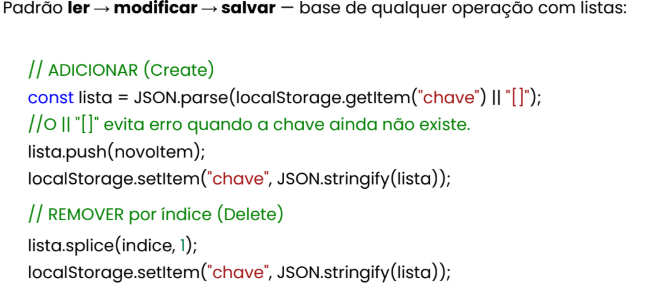 Padrão ler → modificar → salvar — base de qualquer operação com listas:
// ADICIONAR (Create)
const lista = JSON.parse(localStorage.getItem("chave") || "[]");
//O || "[]" evita erro quando a chave ainda não existe.
lista.push(novoItem);
localStorage.setItem("chave", JSON.stringify(lista));
// REMOVER por índice (Delete)
lista.splice(indice, 1);
localStorage.setItem("chave", JSON.stringify(lista));